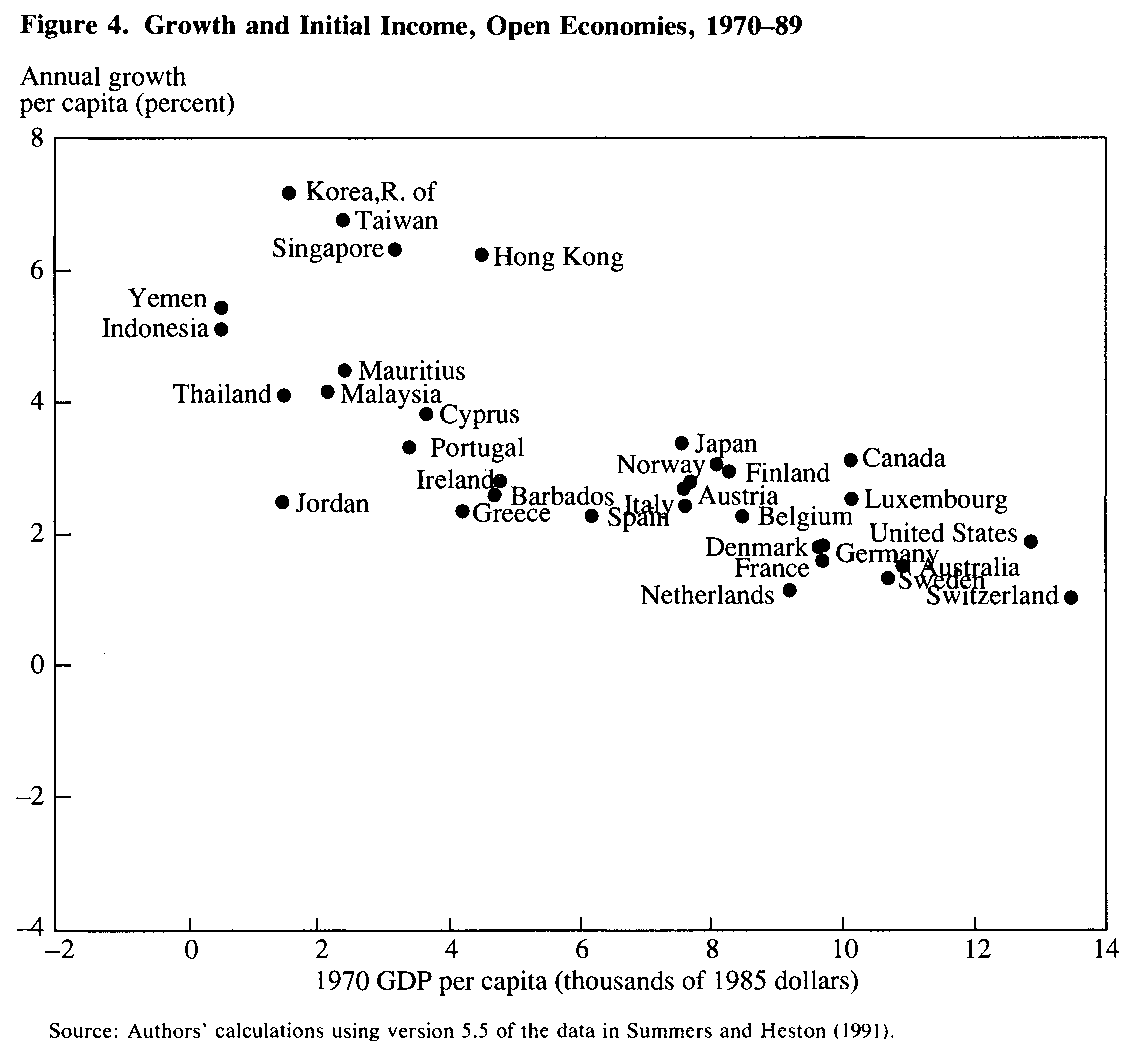 Figure 4. Growth and Initial Income, Open Economies, 1970–89
Annual growth
per capita (percent)
8
Korea,R. of
Taiwan
Singapore
Hong Kong
6
Yemen
Indonesia
Mauritius
Thailand
Malaysia
4
Cyprus
Portugal
Japan
Norway
Canada
Finland
Ireland
Barbados
Austria
Italy
Jordan
Luxembourg
Greece
Spain
Belgium
2
United States
Denmark
Germany
France
Australia
Sweden
Netherlands
Switzerland
0
–2
–4
–2 0 2 4 6 8 10 12 14
1970 GDP per capita (thousands of 1985 dollars)
Source: Authors' calculations using version 5.5 of the data in Summers and Heston (1991).